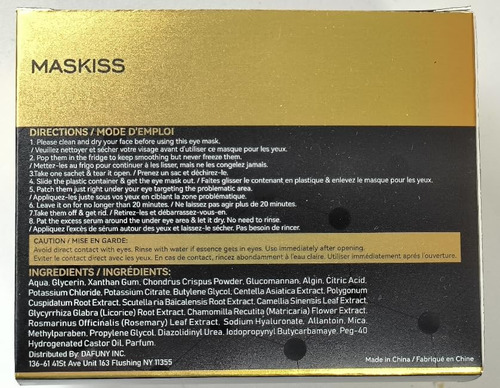 MASKISS
DIRECTIONS / MODE D'EMPLOI
1. Please clean and dry your face before using this eye mask.
/ Veuillez nettoyer et sécher votre visage avant d'utiliser ce masque pour les yeux.
2. Pop them in the fridge to keep smoothing but never freeze them.
/ Mettez-les au frigo pour continuer à les lisser, mais ne les congelez jamais.
3.Take one sachet & tear it open. / Prenez un sac et déchirez-le.
4. Slide the plastic container & get the eye mask out. / Faites glisser le contenant en plastique & enlevez le masque pour les yeux.
5. Patch them just right under your eye targeting the problematic area.
/ Appliquez-les juste sous vos yeux en ciblant la zone problématique.
6. Leave it on for no longer than 20 minutes. / Ne laissez pas agir plus de 20 minutes.
7.Take them off & get rid. / Retirez-les et débarrassez-vous-en.
8. Pat the excess serum around the under eye area & let it dry. No need to rinse.
/ Appliquez l'excès de sérum autour des yeux et laissez-le sécher. Pas besoin de rincer.
CAUTION / MISE EN GARDE:
Avoid direct contact with eyes. Rinse with water if essence gets in eyes. Use immediately after opening.
Eviter le contact direct avec les yeux. En cas de contact, rincez abondamment à l'eau claire. Utiliser immédiatement après l'ouverture.
INGREDIENTS / INGRÉDIENTS:
Aqua, Glycerin, Xanthan Gum, Chondrus Crispus Powder, Glucomannan, Algin, Citric Acid,
Potassium Chloride, Potassium Citrate, Butylene Glycol, Centella Asiatica Extract, Polygonum
Cuspidatum Root Extract, Scutella ria Baicalensis Root Extract, Camellia Sinensis Leaf Extract,
Glycyrrhiza Glabra (Licorice) Root Extract, Chamomilla Recutita (Matricaria) Flower Extract,
Rosmarinus Officinalis (Rosemary) Leaf Extract, Sodium Hyaluronate, Allantoin, Mica,
Methylparaben, Propylene Glycol, Diazolidinyl Urea, Iodopropynyl Butycarbamaye, Peg-40
Hydrogenated Castor Oil, Parfum.
Distributed By: DAFUNY INC.
136-61 41St Ave Unit 163 Flushing NY 11355
Made in China / Fabriqué en Chine